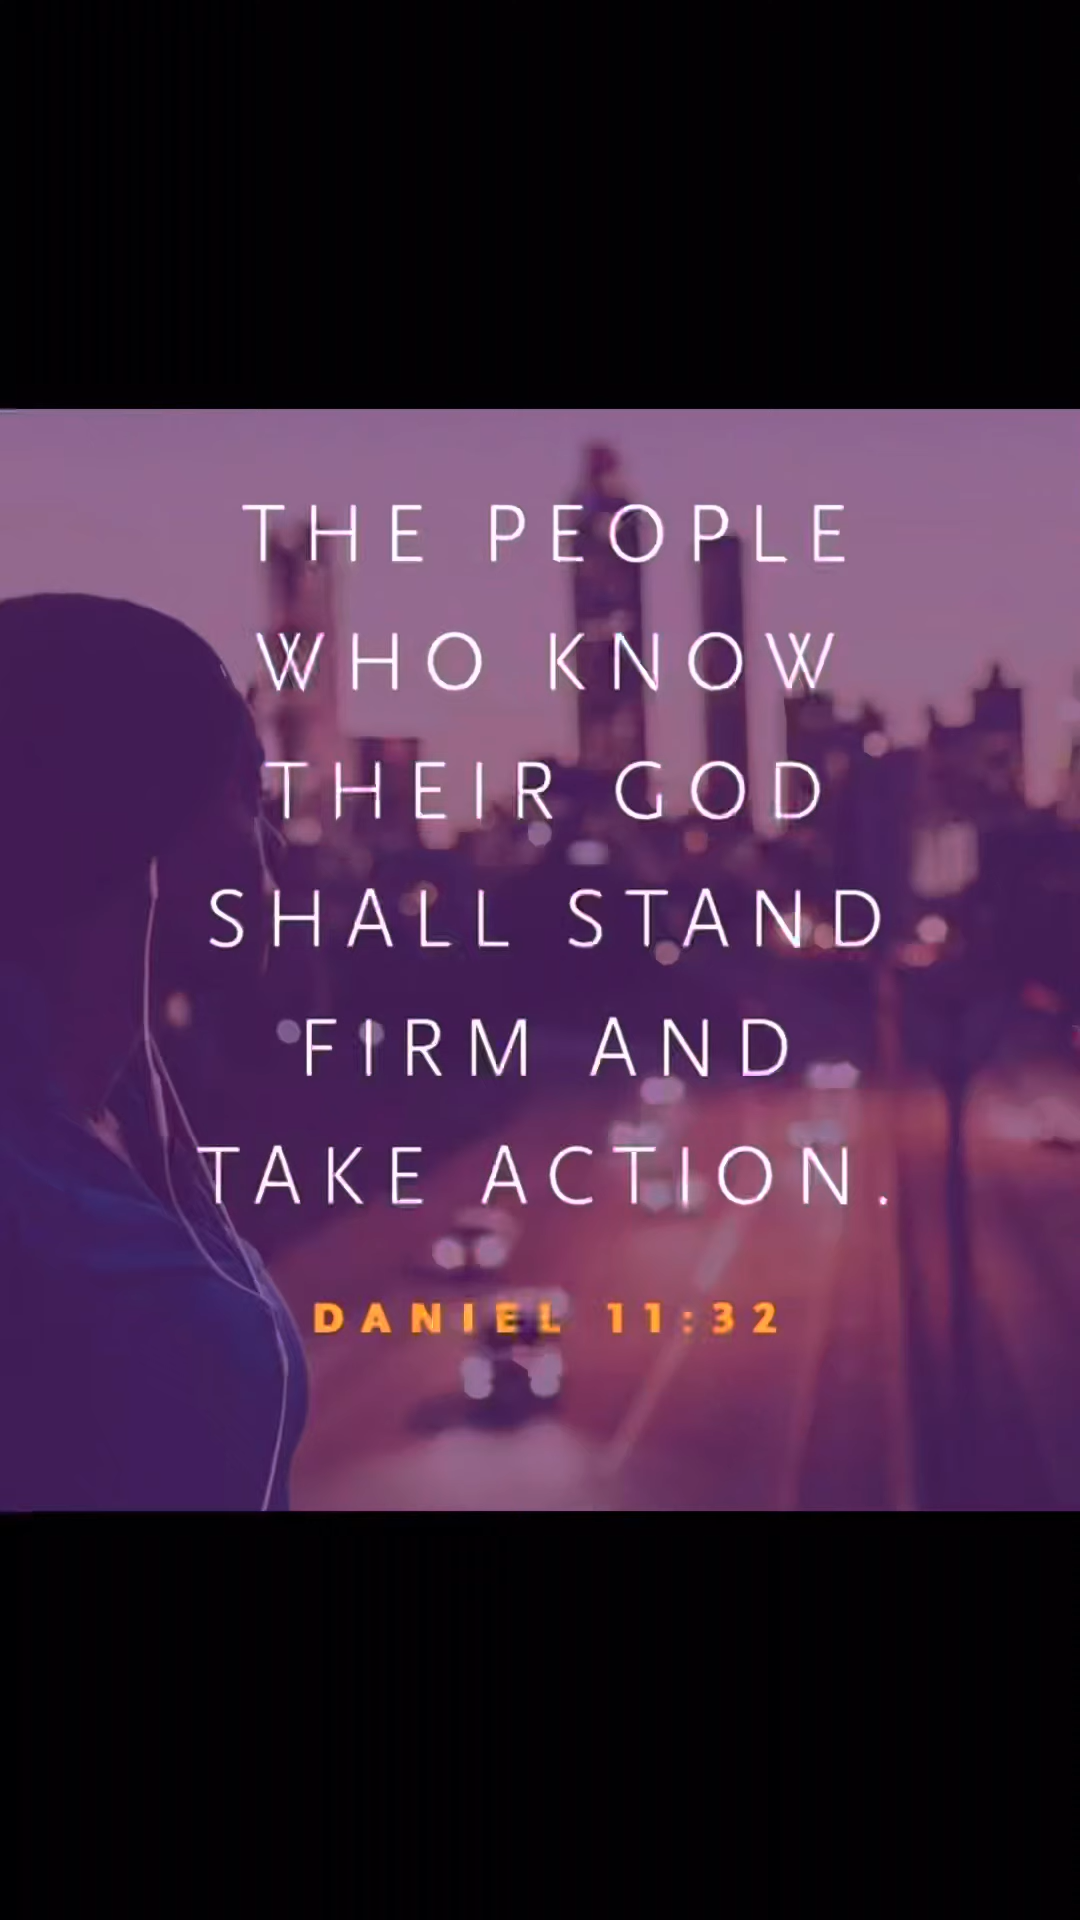 THE PEOPLE
WHO KNOW
THEIR GOD
SHALL STAND
FIRM AND
TAKE ACTION.
DANIEL 11:32